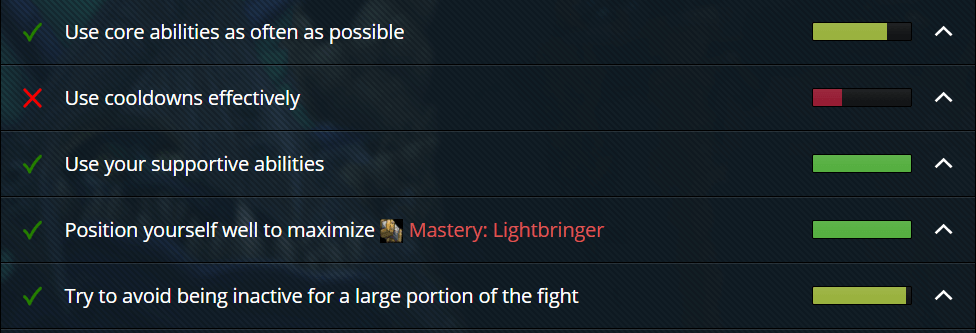 Use core abilities as often as possible
Use cooldowns effectively
Use your supportive abilities
Position yourself well to maximize Mastery: Lightbringer
Try to avoid being inactive for a large portion of the fight